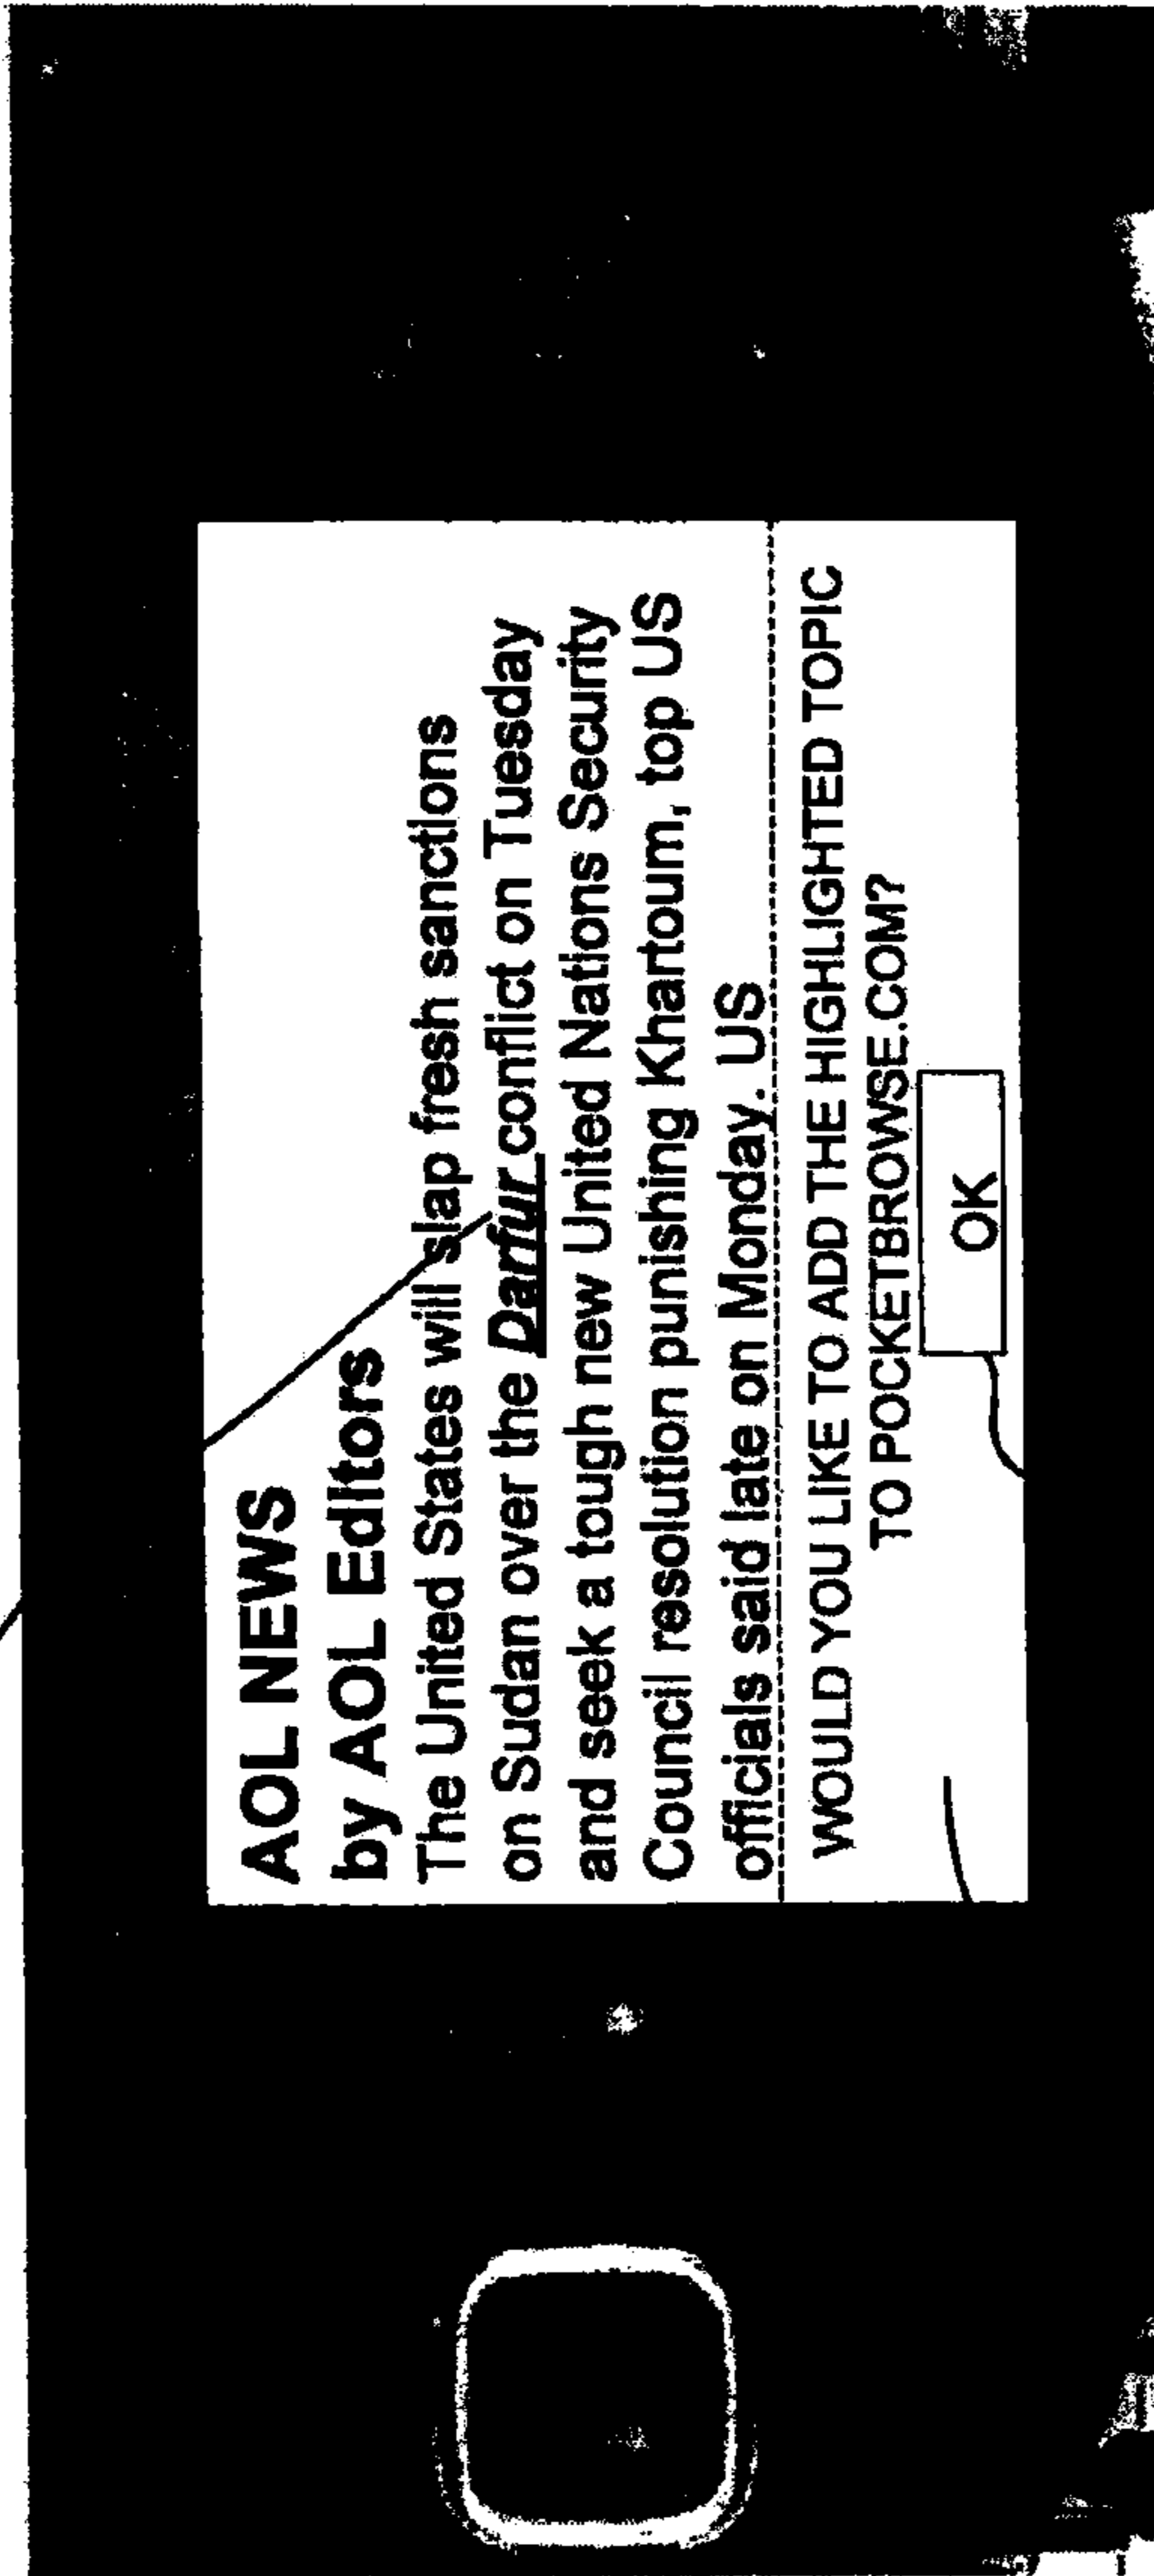 AOL NEWS
by AOL Editors
The United States will slap fresh sanctions
on Sudan over the Darfur conflict on Tuesday
and seek a tough new United Nations Security
Council resolution punishing Khartoum, top US
officials said late on Monday. US
WOULD YOU LIKE TO ADD THE HIGHLIGHTED TOPIC
TO POCKETBROWSE.COM?
OK